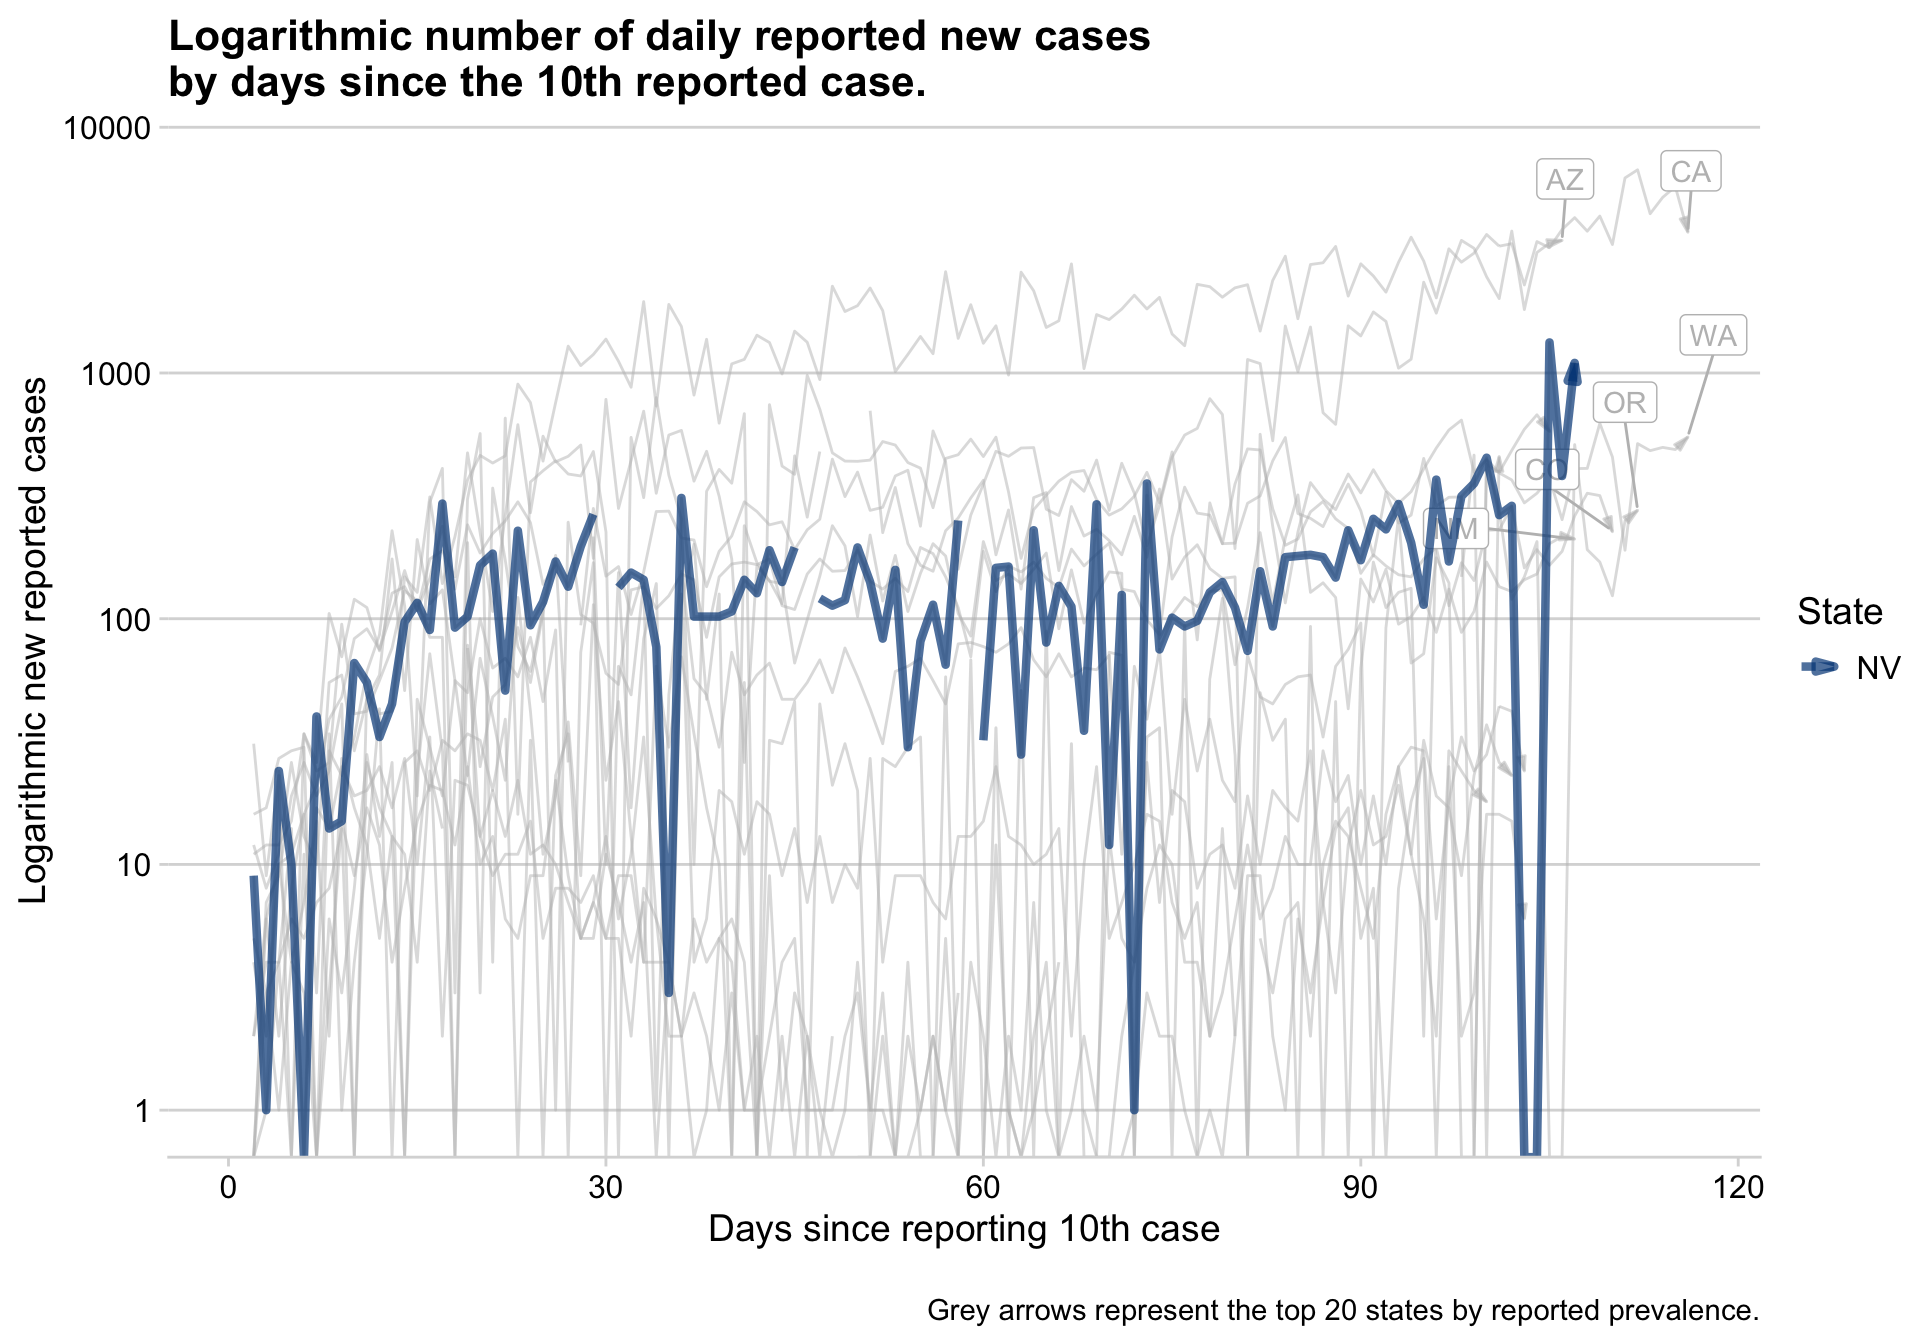 Logarithmic number of daily reported new cases
by days since the 10th reported case.
Logarithmic new reported cases
10000
1000
100
10
1
AZ
CA
WA
OR
CO
NM
State
NV
0
30
60
90
120
Days since reporting 10th case
Grey arrows represent the top 20 states by reported prevalence.